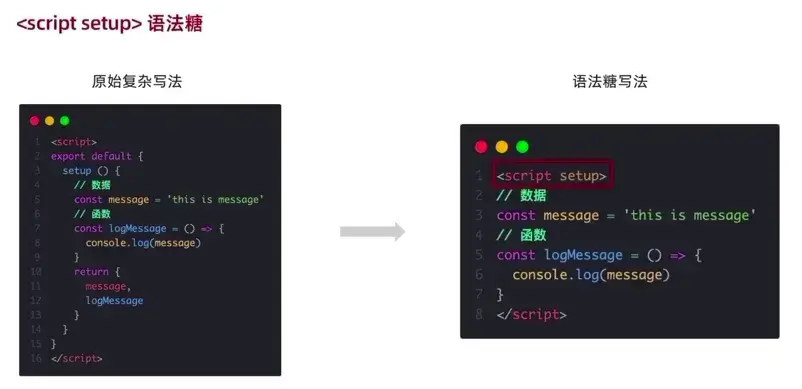 <script setup> 语法糖
原始复杂写法
1 <script>
2 export default {
3   setup () {
4     // 数据
5     const message = 'this is message'
6     // 函数
7     const logMessage = () => {
8       console.log(message)
9     }
10     return {
11       message,
12       logMessage
13     }
14   }
15 }
16 </script>
语法糖写法
1 <script setup>
2 // 数据
3 const message = 'this is message'
4 // 函数
5 const logMessage = () => {
6   console.log(message)
7 }
8 </script>